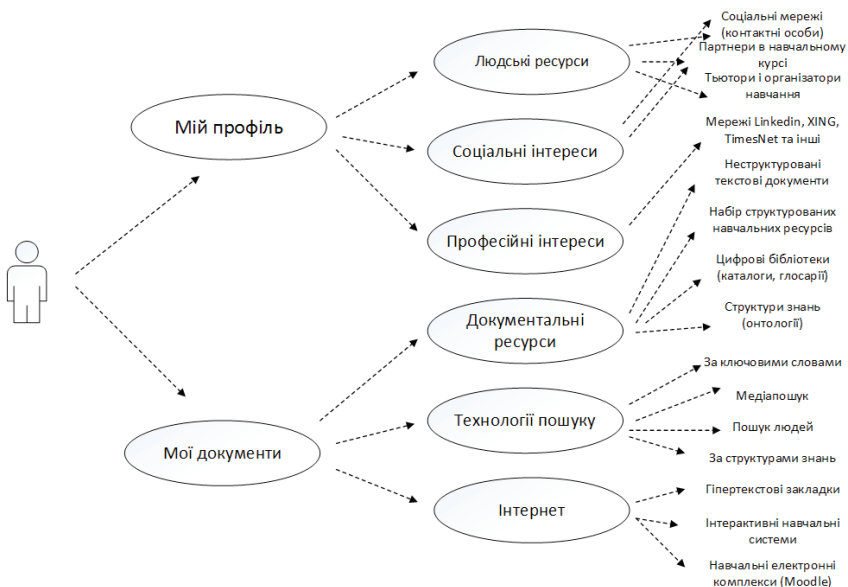 Мій профіль
Мої документи
Людські ресурси
Соціальні інтереси
Професійні інтереси
Документальні
ресурси
Технології пошуку
Інтернет
Соціальні мережі
(контактні особи)
Партнери в навчальному
курсі
Тьютори і організатори
навчання
Мережі Linkedin, XING,
TimesNet та інші
Неструктуровані
текстові документи
Набір структурованих
навчальних ресурсів
Цифрові бібліотеки
(каталоги, глосарії)
Структури знань
(онтології)
За ключовими словами
Медіапошук
Пошук людей
За структурами знань
Гіпертекстові закладки
Інтерактивні навчальні
системи
Навчальні електронні
комплекси (Moodle)